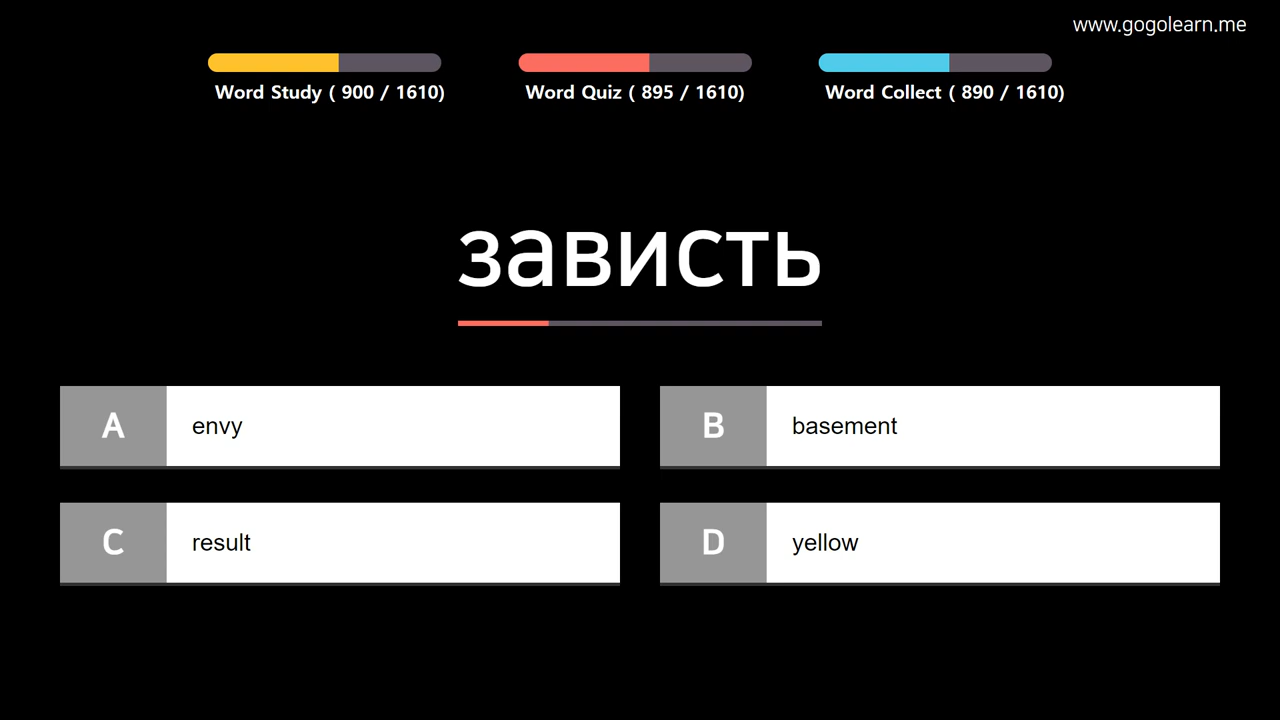 www.gogolearn.me
Word Study ( 900 / 1610)
Word Quiz ( 895 / 1610)
Word Collect ( 890 / 1610)
зависть
A
envy
B
basement
C
result
D
yellow